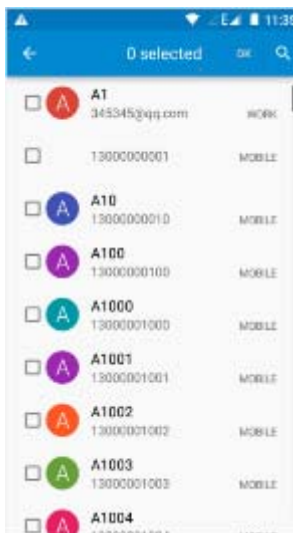 11:39
0 selected OK
A A1
345345@qq.com WORK
13000000001 MOBILE
A A10
13000000010 MOBILE
A A100
13000000100 MOBILE
A A1000
13000001000 MOBILE
A A1001
13000001001 MOBILE
A A1002
13000001002 MOBILE
A A1003
13000001003 MOBILE
A A1004